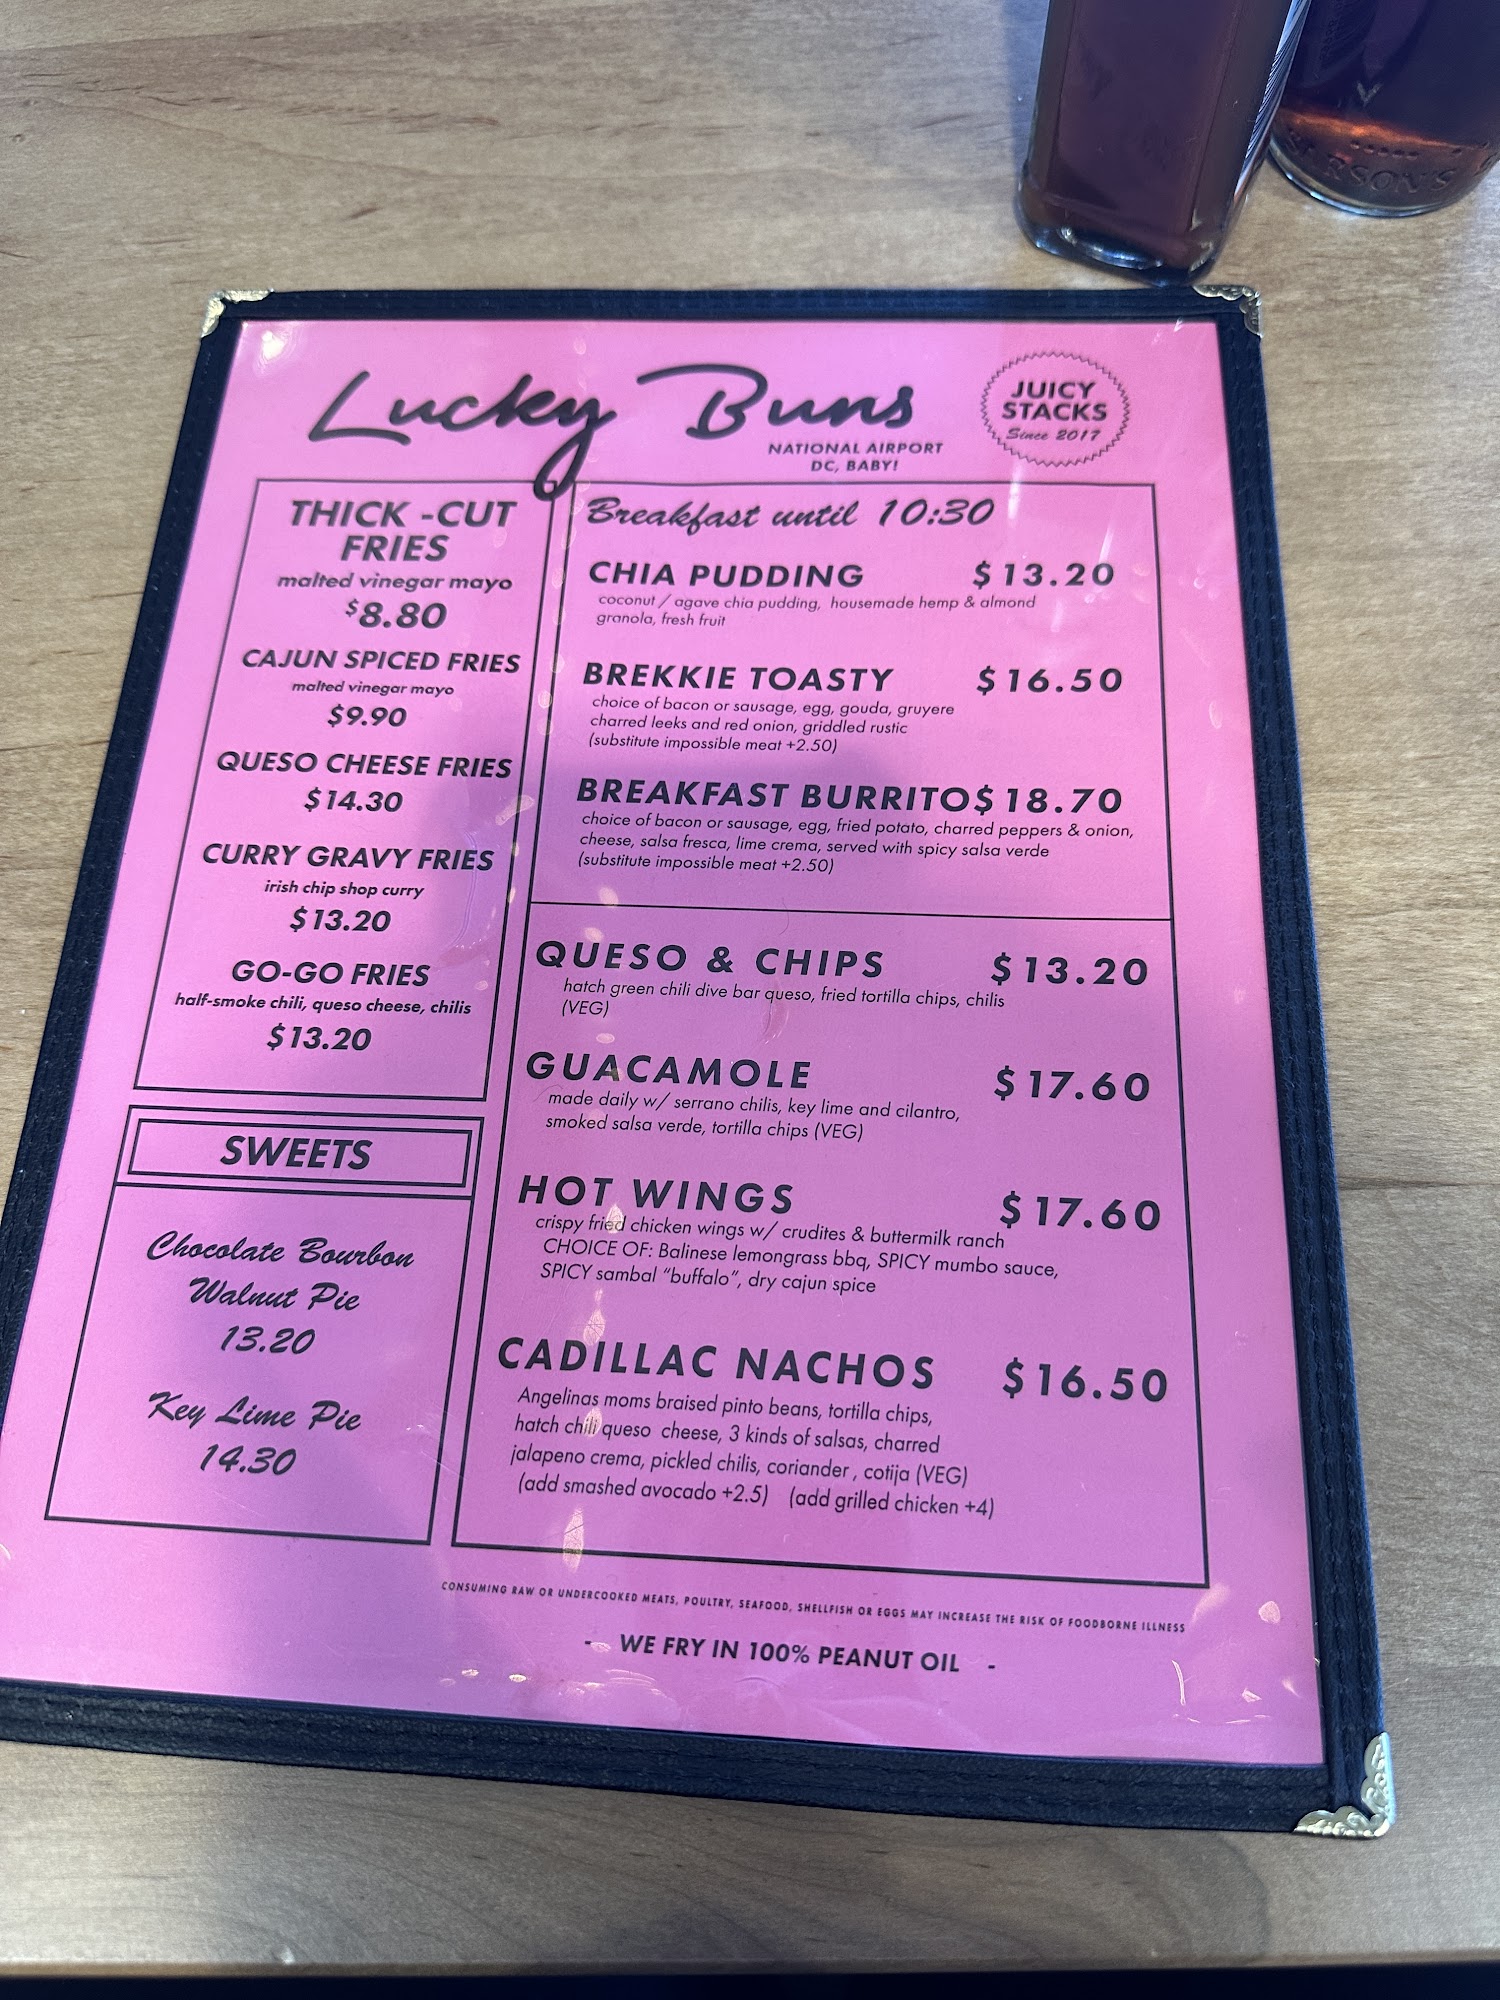 Lucky Buns
NATIONAL AIRPORT
DC, BABY!
JUICY
STACKS
Since 2017
THICK -CUT
FRIES
malted vinegar mayo
$8.80
CAJUN SPICED FRIES
malted vinegar mayo
$9.90
QUESO CHEESE FRIES
$14.30
CURRY GRAVY FRIES
irish chip shop curry
$13.20
GO-GO FRIES
half-smoke chili, queso cheese, chilis
$13.20
SWEETS
Chocolate Bourbon
Walnut Pie
13.20
Key Lime Pie
14.30
Breakfast until 10:30
CHIA PUDDING $13.20
coconut / agave chia pudding, housemade hemp & almond
granola, fresh fruit
BREKKIE TOASTY $16.50
choice of bacon or sausage, egg, gouda, gruyere
charred leeks and red onion, griddled rustic
(substitute impossible meat +2.50)
BREAKFAST BURRITO $18.70
choice of bacon or sausage, egg, fried potato, charred peppers & onion,
cheese, salsa fresca, lime crema, served with spicy salsa verde
(substitute impossible meat +2.50)
QUESO & CHIPS $13.20
hatch green chili dive bar queso, fried tortilla chips, chilis
(VEG)
GUACAMOLE $17.60
made daily w/ serrano chilis, key lime and cilantro,
smoked salsa verde, tortilla chips (VEG)
HOT WINGS $17.60
crispy fried chicken wings w/ crudites & buttermilk ranch
CHOICE OF: Balinese lemongrass bbq, SPICY mumbo sauce,
SPICY sambal "buffalo", dry cajun spice
CADILLAC NACHOS $16.50
Angelinas moms braised pinto beans, tortilla chips,
hatch chili queso cheese, 3 kinds of salsas, charred
jalapeno crema, pickled chilis, coriander , cotija (VEG)
(add smashed avocado +2.5) (add grilled chicken +4)
CONSUMING RAW OR UNDERCOOKED MEATS, POULTRY, SEAFOOD, SHELLFISH OR EGGS MAY INCREASE THE RISK OF FOODBORNE ILLNESS
- WE FRY IN 100% PEANUT OIL -